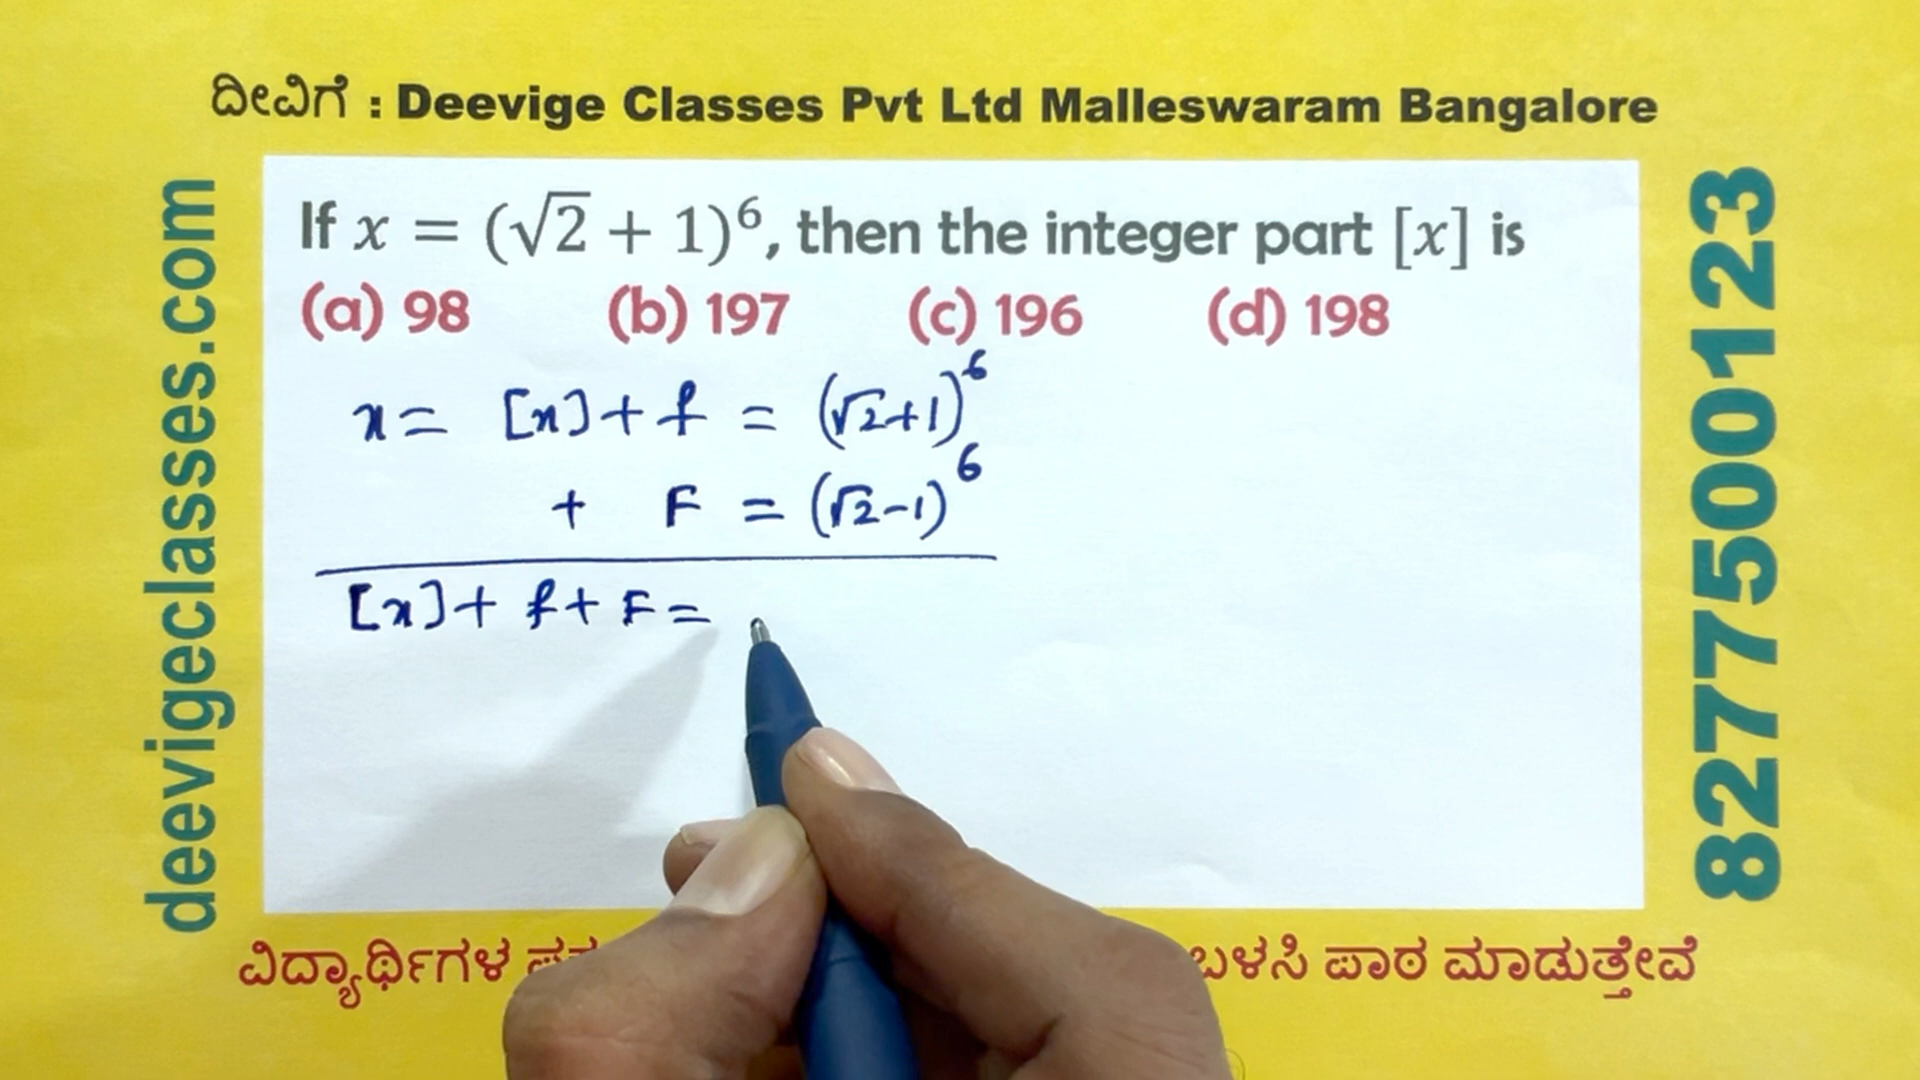 ದೀವಿಗೆ : Deevige Classes Pvt Ltd Malleswaram Bangalore
deevigeclasses.com
If x = (√2 + 1)⁶, then the integer part [x] is
(a) 98 (b) 197 (c) 196 (d) 198
x = [x] + f = (√2+1)⁶
+ F = (√2-1)⁶
[x] + f + F =
8277500123
ವಿದ್ಯಾರ್ಥಿಗಳ ಬಳಸಿ ಪಾಠ ಮಾಡುತ್ತೇವೆ